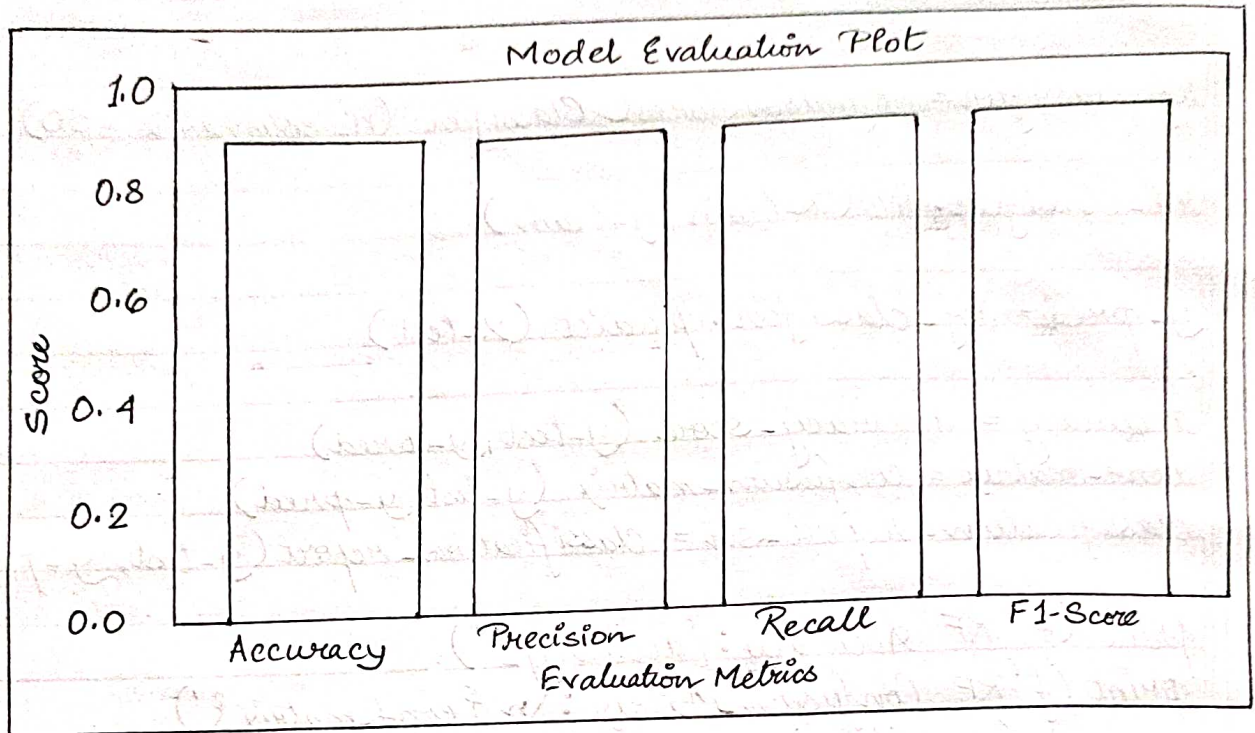 Model Evaluation Plot
1.0
0.8
0.6
0.4
0.2
0.0
Score
Accuracy
Precision
Recall
F1-Score
Evaluation Metrics